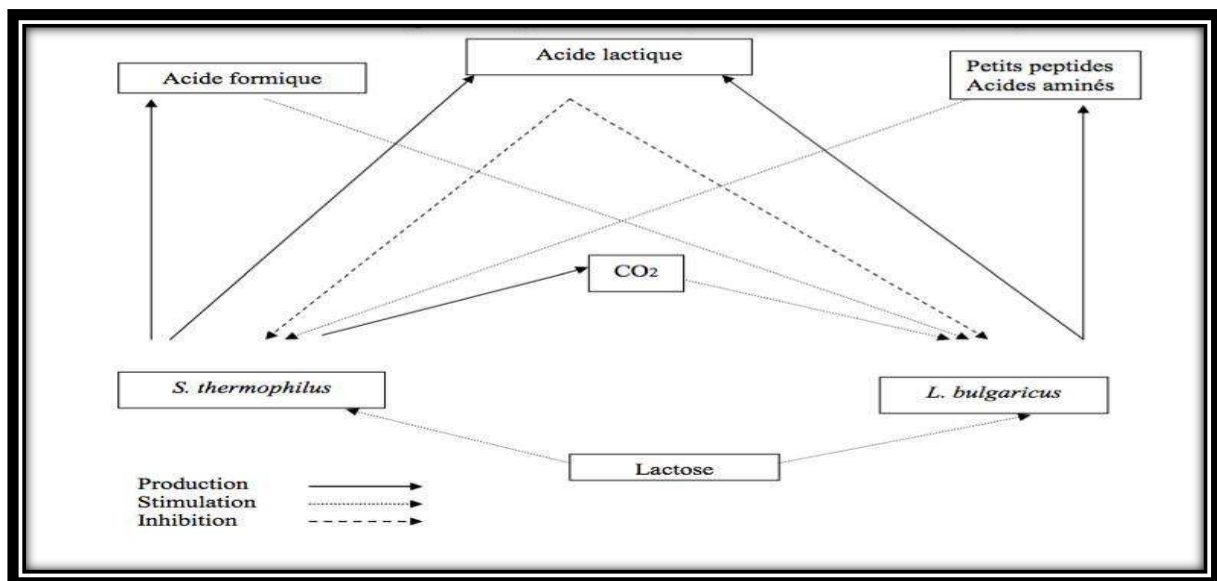 Acide lactique
Acide formique
Petits peptides
Acides aminés
CO2
S. thermophilus
L. bulgaricus
Lactose
Production
Stimulation
Inhibition